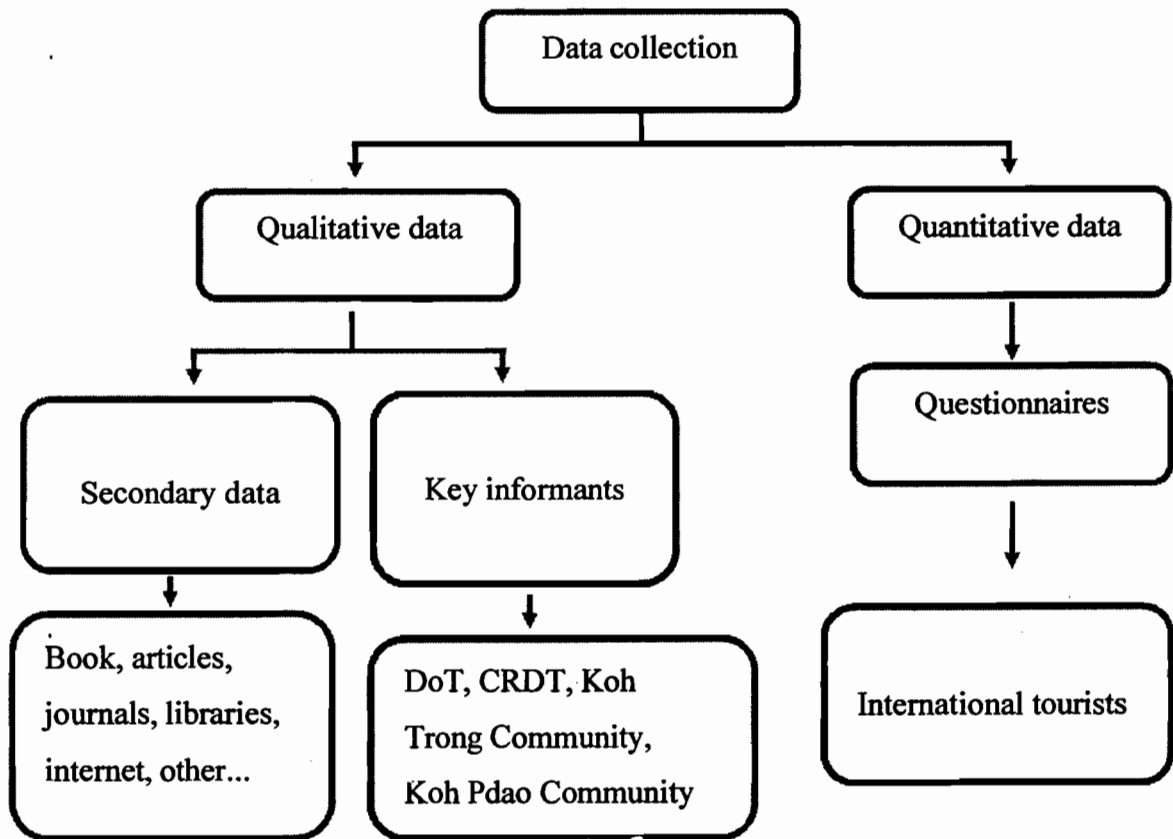 Data collection
Qualitative data
Quantitative data
Secondary data
Key informants
Questionnaires
Book, articles,
journals, libraries,
internet, other...
DoT, CRDT, Koh
Trong Community,
Koh Pdao Community
International tourists